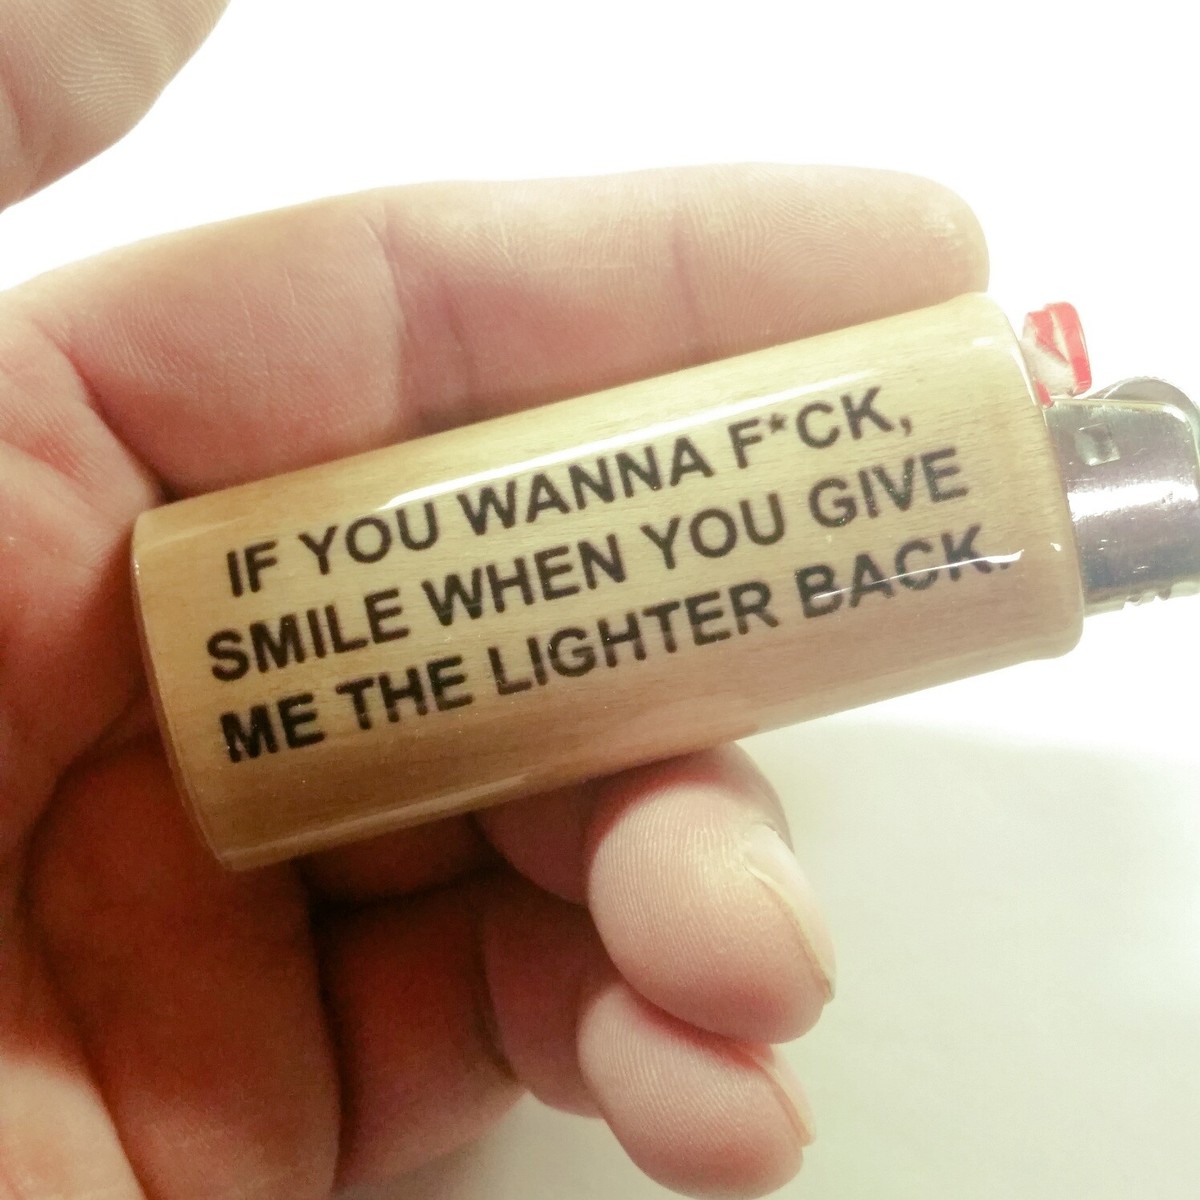 IF YOU WANNA F*CK,
SMILE WHEN YOU GIVE
ME THE LIGHTER BACK.